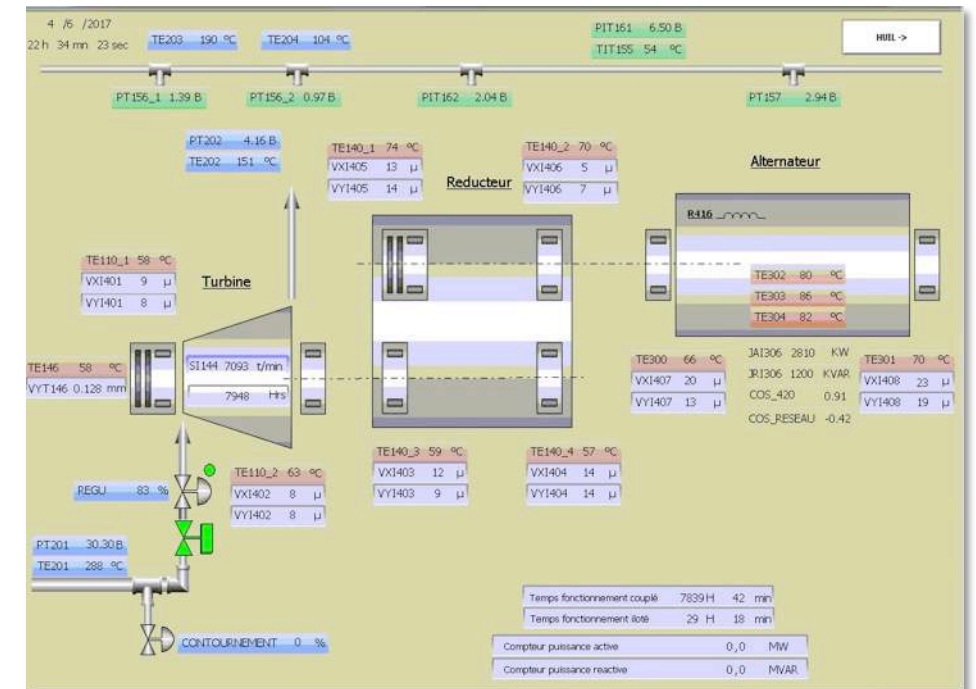 4 /6 /2017
22 h 34 mn 23 sec
TE203 190 ºC
TE204 104 ºC
PIT161 6.50 B
TIT155 54 ºC
HUIL ->
PT156_1 1.39 B
PT156_2 0.97 B
PIT162 2.04 B
PT157 2.94 B
PT202 4.16 B
TE202 151 ºC
TE140_1 74 ºC
VXI405 13 µ
VYI405 14 µ
Reducteur
TE140_2 70 ºC
VXI406 5 µ
VYI406 7 µ
Alternateur
R416
TE110_1 58 ºC
VXI401 9 µ
VYI401 8 µ
Turbine
TE302 80 ºC
TE303 86 ºC
TE304 82 ºC
TE146 58 ºC
VYT146 0.128 mm
SI144 7093 t/min
7948 Hrs
TE300 66 ºC
VXI407 20 µ
VYI407 13 µ
JAI306 2810 KW
JRI306 1200 KVAR
COS_420 0.91
COS_RESEAU -0.42
TE301 70 ºC
VXI408 23 µ
VYI408 19 µ
TE140_3 59 ºC
VXI403 12 µ
VYI403 9 µ
TE140_4 57 ºC
VXI404 14 µ
VYI404 14 µ
REGU 83 %
TE110_2 63 ºC
VXI402 8 µ
VYI402 8 µ
PT201 30.30 B
TE201 288 ºC
CONTOURNEMENT 0 %
Temps fonctionnement couplé 7839 H 42 min
Temps fonctionnement iloté 29 H 18 min
Compteur puissance active 0,0 MW
Compteur puissance reactive 0,0 MVAR